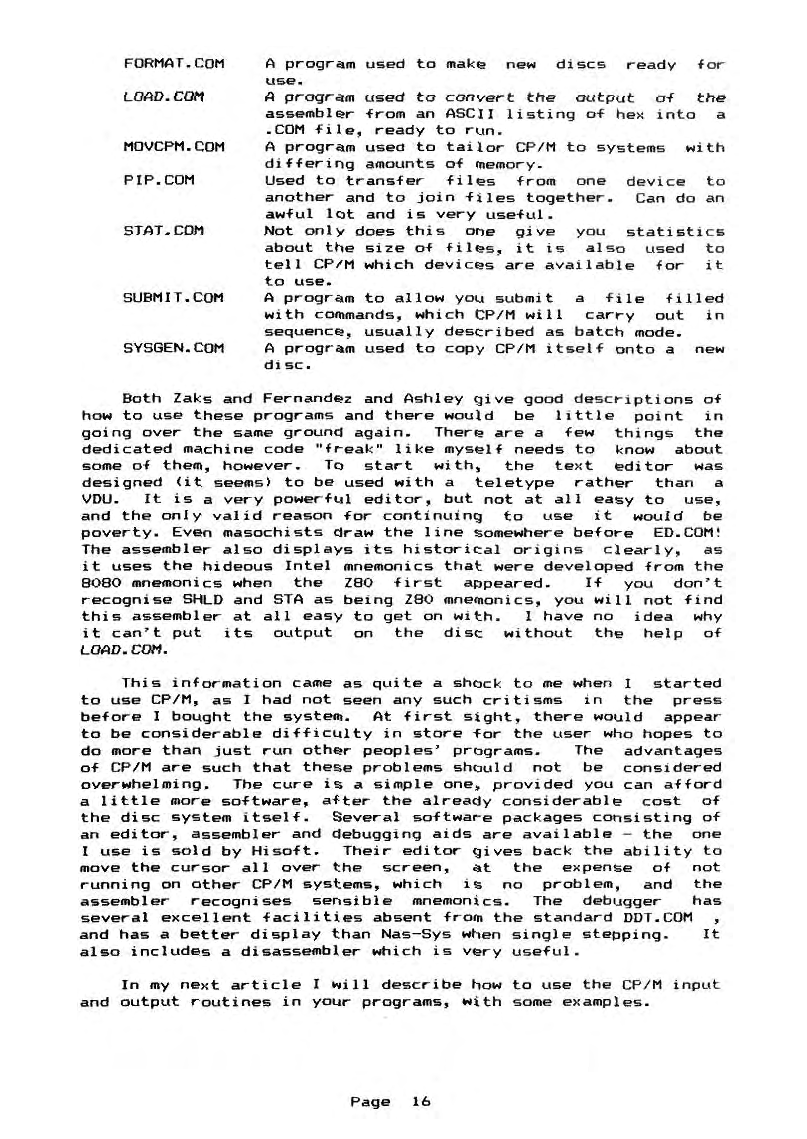 FORMAT.COM A program used to make new discs ready for
use.
LOAD.COM A program used to convert the output of the
assembler from an ASCII listing of hex into a
.COM file, ready to run.
MOVCPM.COM A program used to tailor CP/M to systems with
differing amounts of memory.
PIP.COM Used to transfer files from one device to
another and to join files together. Can do an
awful lot and is very useful.
STAT.COM Not only does this one give you statistics
about the size of files, it is also used to
tell CP/M which devices are available for it
to use.
SUBMIT.COM A program to allow you submit a file filled
with commands, which CP/M will carry out in
sequence, usually described as batch mode.
SYSGEN.COM A program used to copy CP/M itself onto a new
disc.
Both Zaks and Fernandez and Ashley give good descriptions of
how to use these programs and there would be little point in
going over the same ground again. There are a few things the
dedicated machine code "freak" like myself needs to know about
some of them, however. To start with, the text editor was
designed (it seems) to be used with a teletype rather than a
VDU. It is a very powerful editor, but not at all easy to use,
and the only valid reason for continuing to use it would be
poverty. Even masochists draw the line somewhere before ED.COM!
The assembler also displays its historical origins clearly, as
it uses the hideous Intel mnemonics that were developed from the
8080 mnemonics when the Z80 first appeared. If you don't
recognise SHLD and STA as being Z80 mnemonics, you will not find
this assembler at all easy to get on with. I have no idea why
it can't put its output on the disc without the help of
LOAD.COM.
This information came as quite a shock to me when I started
to use CP/M, as I had not seen any such critisms in the press
before I bought the system. At first sight, there would appear
to be considerable difficulty in store for the user who hopes to
do more than just run other peoples' programs. The advantages
of CP/M are such that these problems should not be considered
overwhelming. The cure is a simple one, provided you can afford
a little more software, after the already considerable cost of
the disc system itself. Several software packages consisting of
an editor, assembler and debugging aids are available - the one
I use is sold by Hisoft. Their editor gives back the ability to
move the cursor all over the screen, at the expense of not
running on other CP/M systems, which is no problem, and the
assembler recognises sensible mnemonics. The debugger has
several excellent facilities absent from the standard DDT.COM ,
and has a better display than Nas-Sys when single stepping. It
also includes a disassembler which is very useful.
In my next article I will describe how to use the CP/M input
and output routines in your programs, with some examples.
Page 16